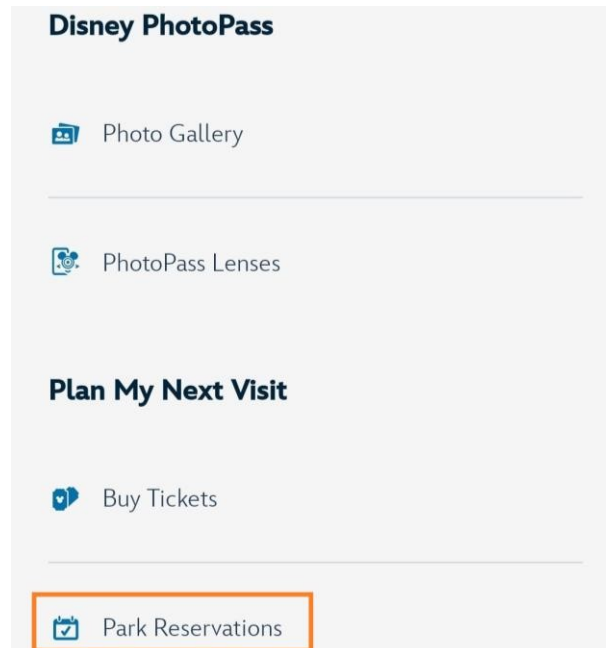 Disney PhotoPass
Photo Gallery
PhotoPass Lenses
Plan My Next Visit
Buy Tickets
Park Reservations